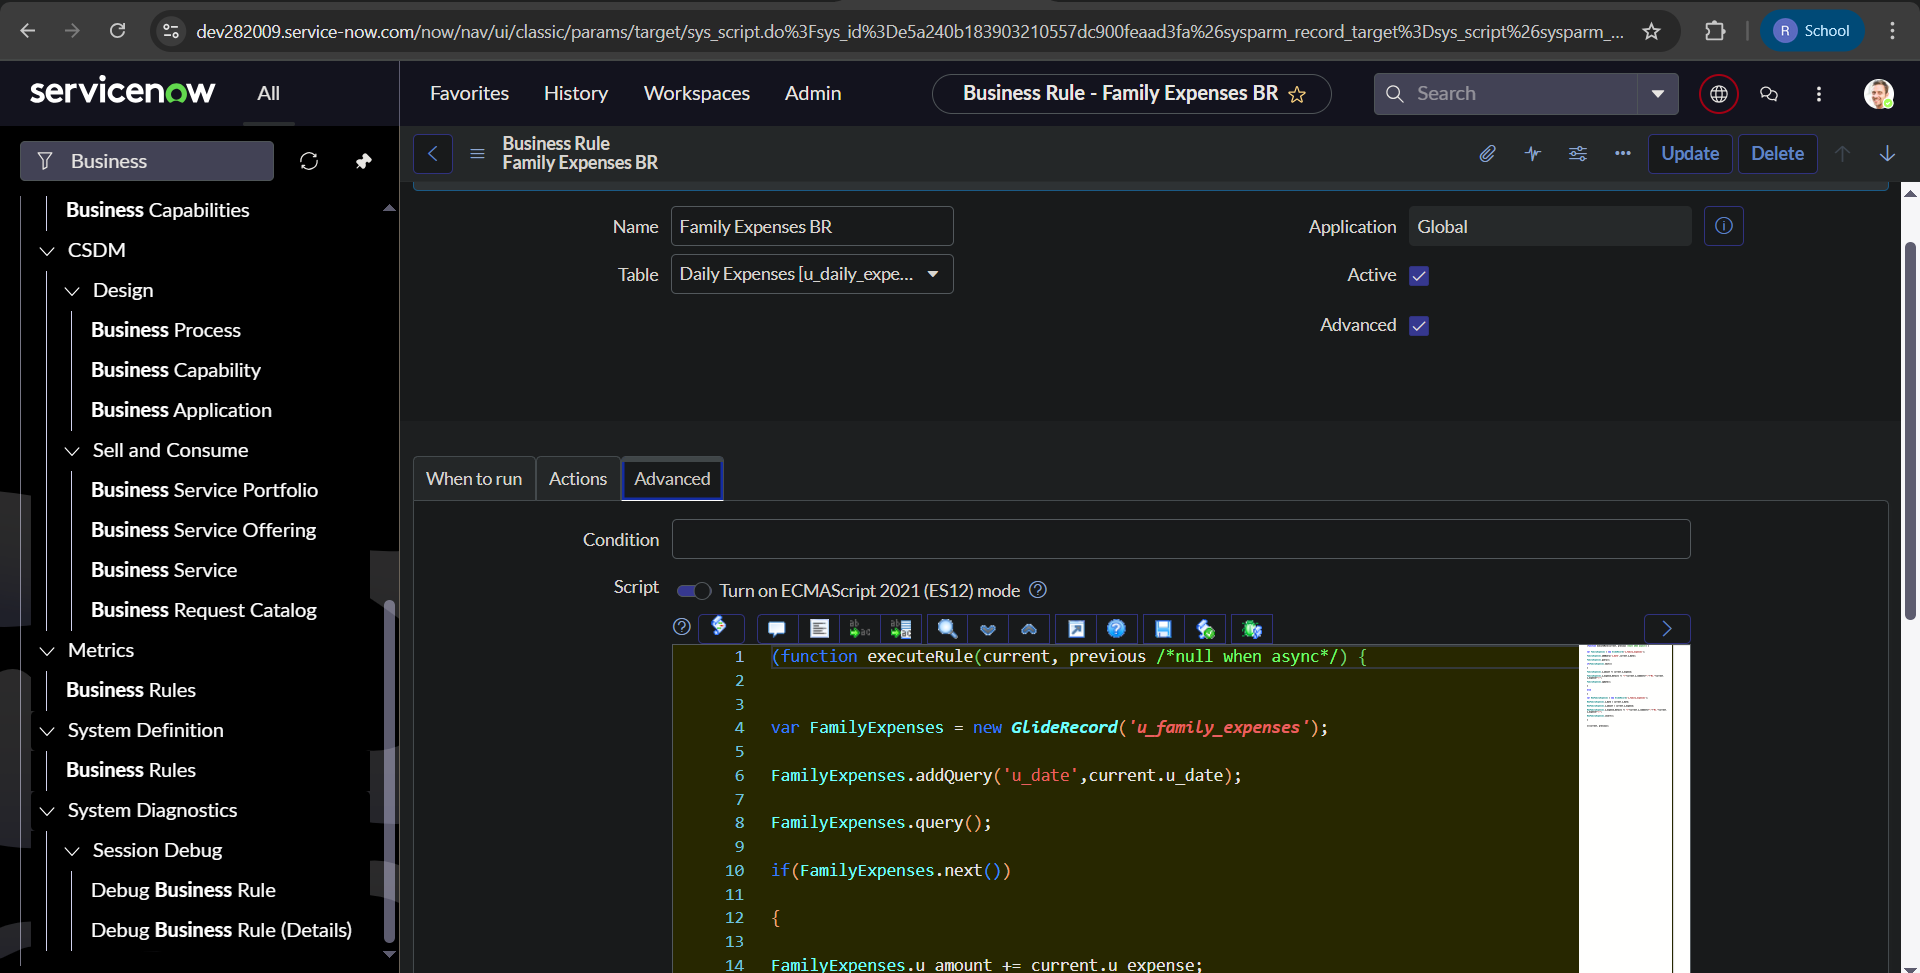 dev282009.service-now.com/now/nav/ui/classic/params/target/sys_script.do%3Fsys_id%3De5a240b183903210557dc900feaad3fa%26sysparm_record_target%3Dsys_script%26sysparm_...
R School
servicenow
All
Favorites
History
Workspaces
Admin
Business Rule - Family Expenses BR
Search
Business
Business Rule
Family Expenses BR
Update
Delete
Business Capabilities
CSDM
Design
Business Process
Business Capability
Business Application
Sell and Consume
Business Service Portfolio
Business Service Offering
Business Service
Business Request Catalog
Metrics
Business Rules
System Definition
Business Rules
System Diagnostics
Session Debug
Debug Business Rule
Debug Business Rule (Details)
Name
Family Expenses BR
Application
Global
Table
Daily Expenses [u_daily_expe...
Active
Advanced
When to run
Actions
Advanced
Condition
Script
Turn on ECMAScript 2021 (ES12) mode
1 (function executeRule(current, previous /*null when async*/) {
2
3
4 var FamilyExpenses = new GlideRecord('u_family_expenses');
5
6 FamilyExpenses.addQuery('u_date',current.u_date);
7
8 FamilyExpenses.query();
9
10 if(FamilyExpenses.next())
11
12 {
13
14 FamilyExpenses.u_amount += current.u_expense;